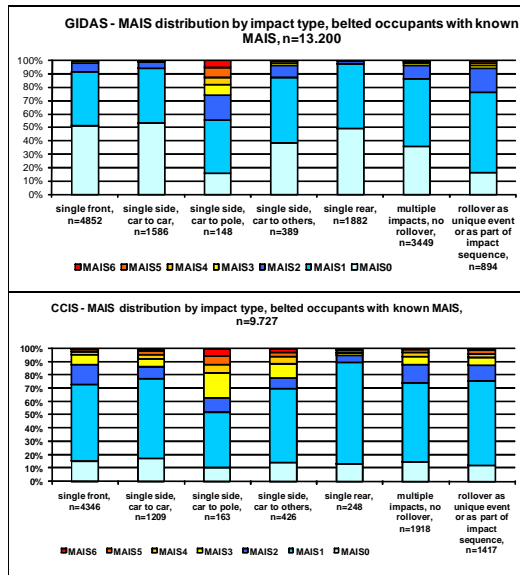 GIDAS - MAIS distribution by impact type, belted occupants with known
MAIS, n=13.200
100%
90%
80%
70%
60%
50%
40%
30%
20%
10%
0%
single front, n=4852
single side, car to car, n=1586
single side, car to pole, n=148
single side, car to others, n=389
single rear, n=1882
multiple impacts, no rollover, n=3449
rollover as unique event or as part of impact sequence, n=894
MAIS6 MAIS5 MAIS4 MAIS3 MAIS2 MAIS1 MAIS0
CCIS - MAIS distribution by impact type, belted occupants with known MAIS,
n=9.727
100%
90%
80%
70%
60%
50%
40%
30%
20%
10%
0%
single front, n=4346
single side, car to car, n=1209
single side, car to pole, n=163
single side, car to others, n=426
single rear, n=248
multiple impacts, no rollover, n=1918
rollover as unique event or as part of impact sequence, n=1417
MAIS6 MAIS5 MAIS4 MAIS3 MAIS2 MAIS1 MAIS0